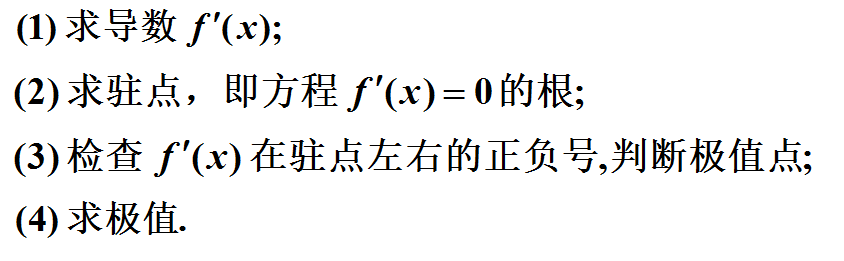 (1) 求导数 f′(x);
(2) 求驻点，即方程 f′(x) = 0 的根;
(3) 检查 f′(x) 在驻点左右的正负号,判断极值点;
(4) 求极值.